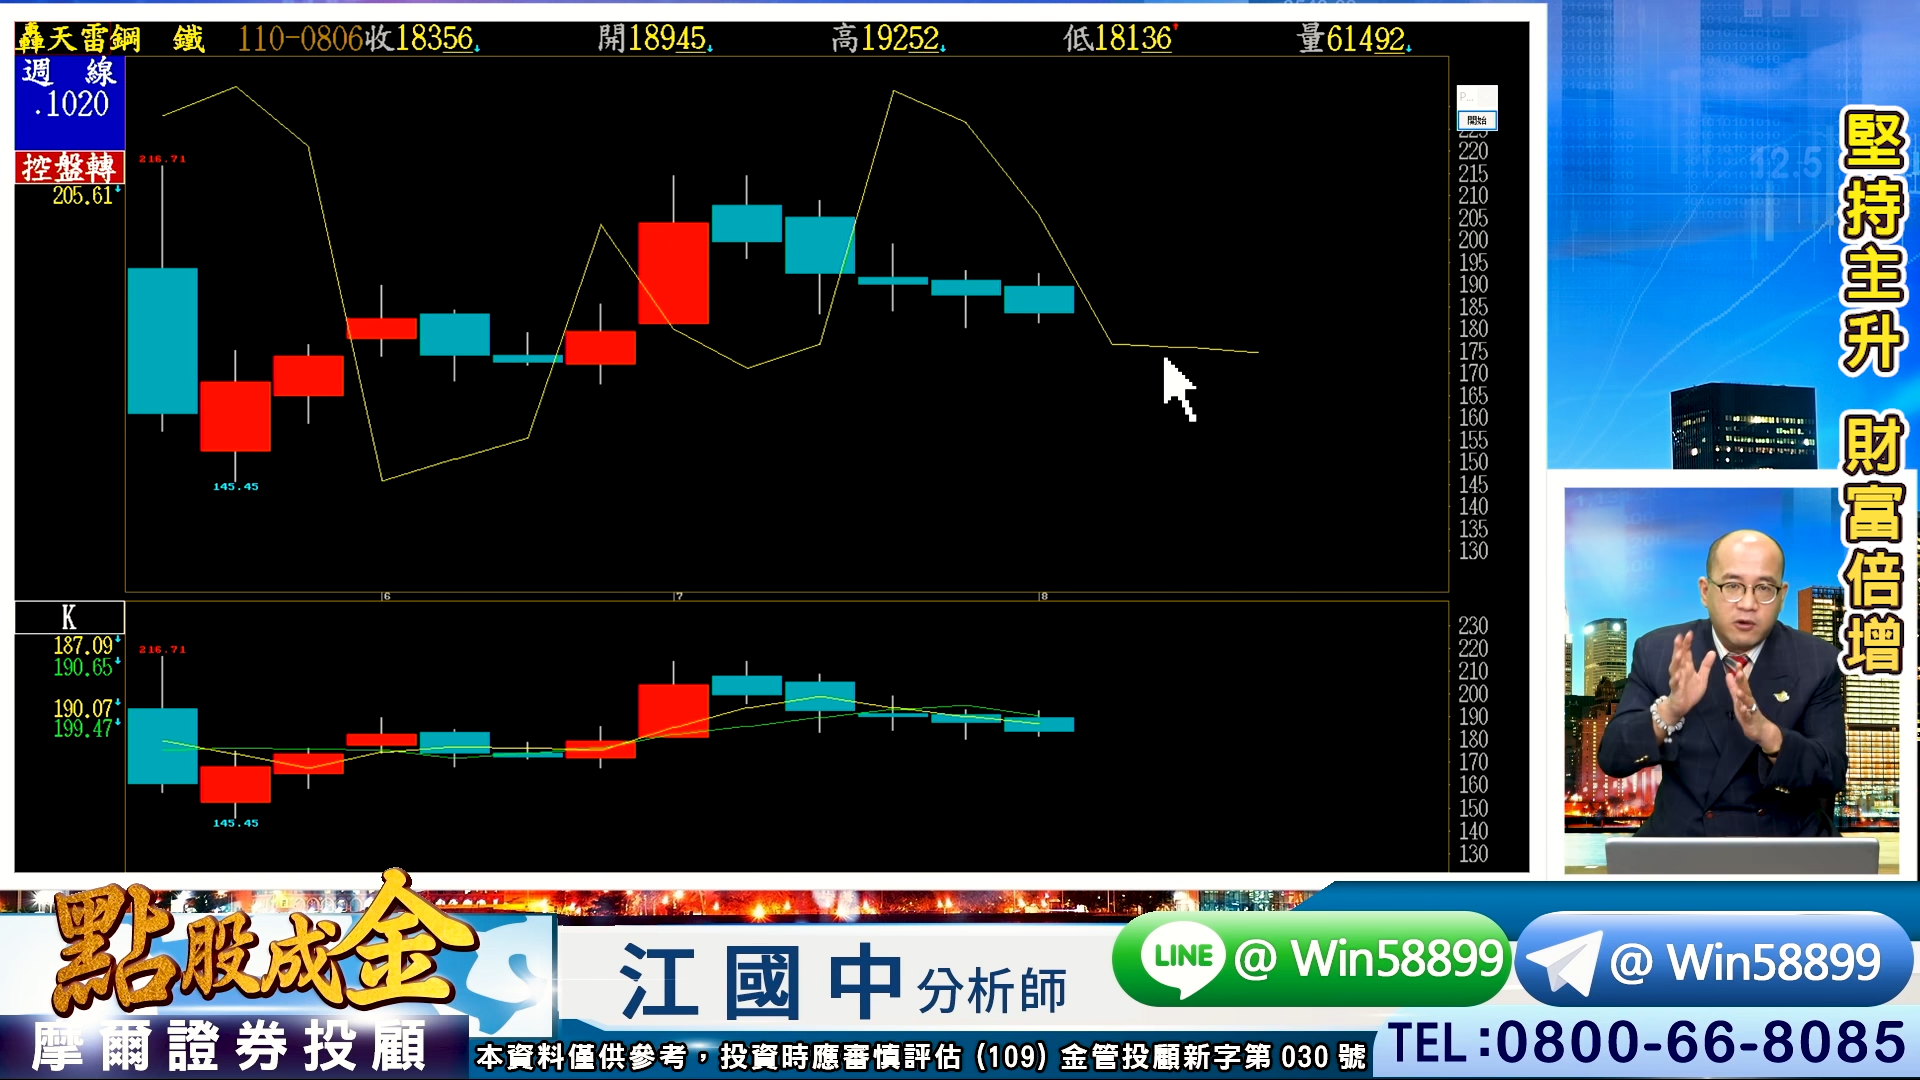 轟天雷鋼 鐵 110-0806收18356 開18945 高19252 低18136 量61492
週 線
.1020
控盤轉
205.61
216.71
145.45
開始
225
220
215
210
205
200
195
190
185
180
175
170
165
160
155
150
145
140
135
130
6 7 8
K
187.09
190.65
190.07
199.47
216.71
145.45
230
220
210
200
190
180
170
160
150
140
130
堅持主升 財富倍增
點股成金
摩爾證券投顧
江國中 分析師
LINE @ Win58899
@ Win58899
TEL:0800-66-8085
本資料僅供參考，投資時應審慎評估 (109) 金管投顧新字第 030 號